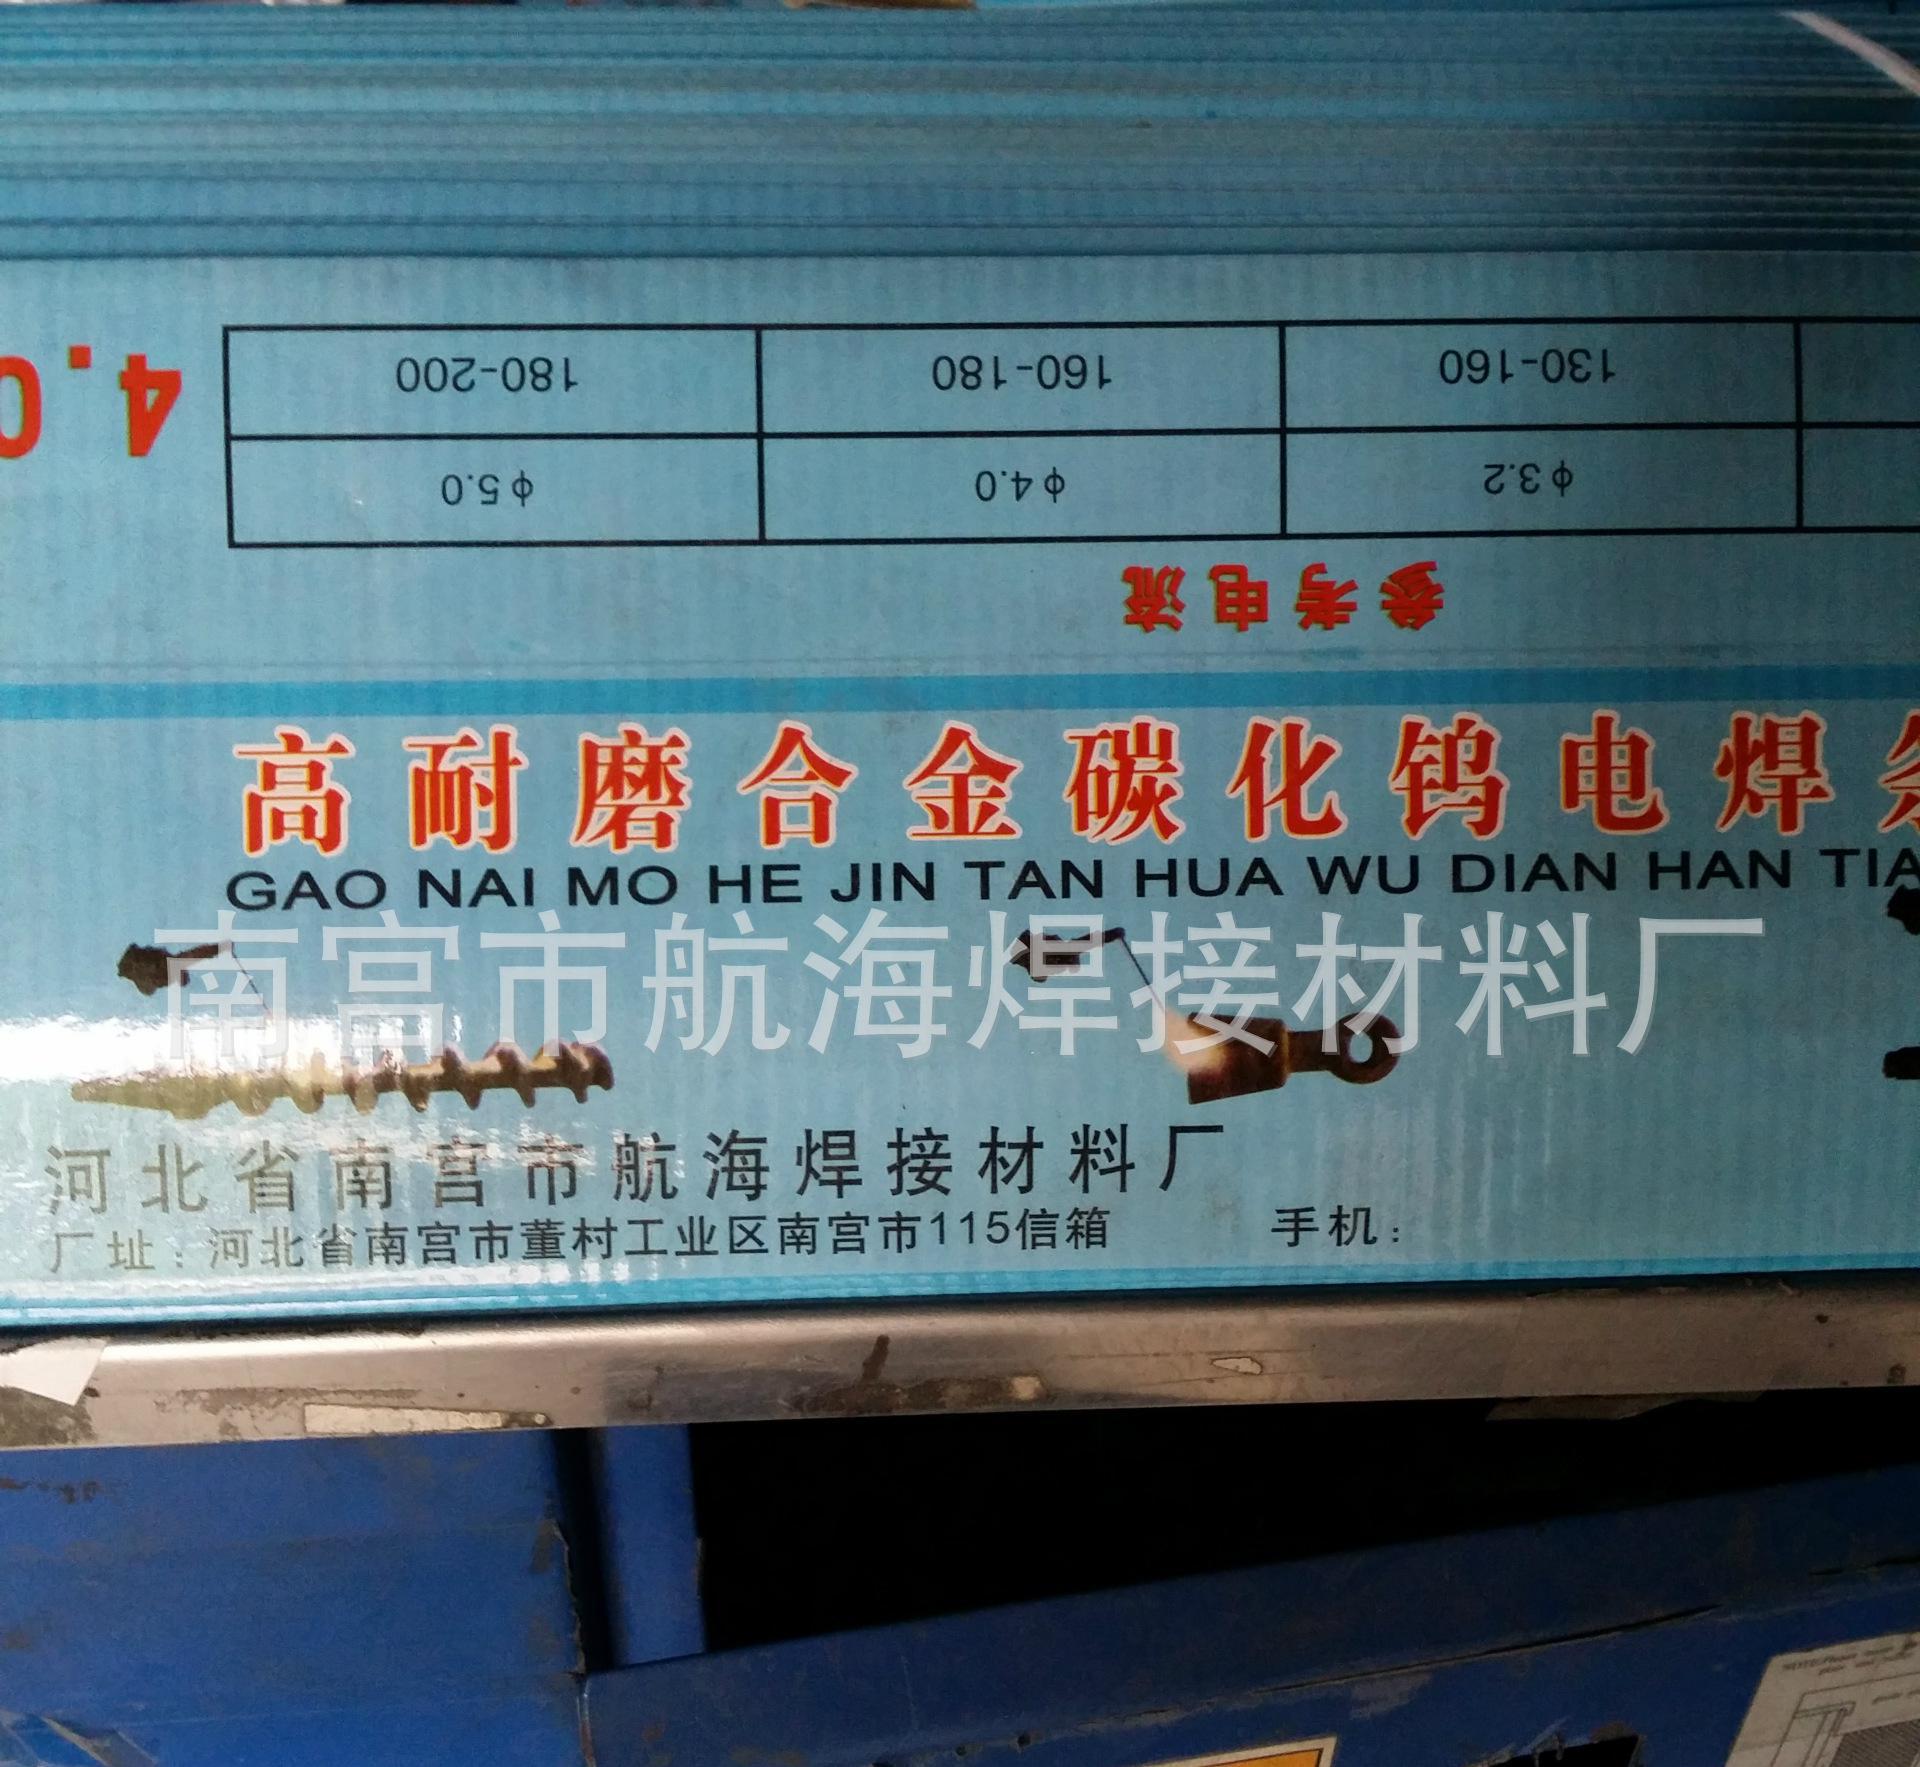 参考电流
φ3.2 φ4.0 φ5.0
130-160 160-180 180-200
4.0
高耐磨合金碳化钨电焊条
GAO NAI MO HE JIN TAN HUA WU DIAN HAN TIA
南宫市航海焊接材料厂
河北省南宫市航海焊接材料厂
厂址:河北省南宫市董村工业区南宫市115信箱 手机: